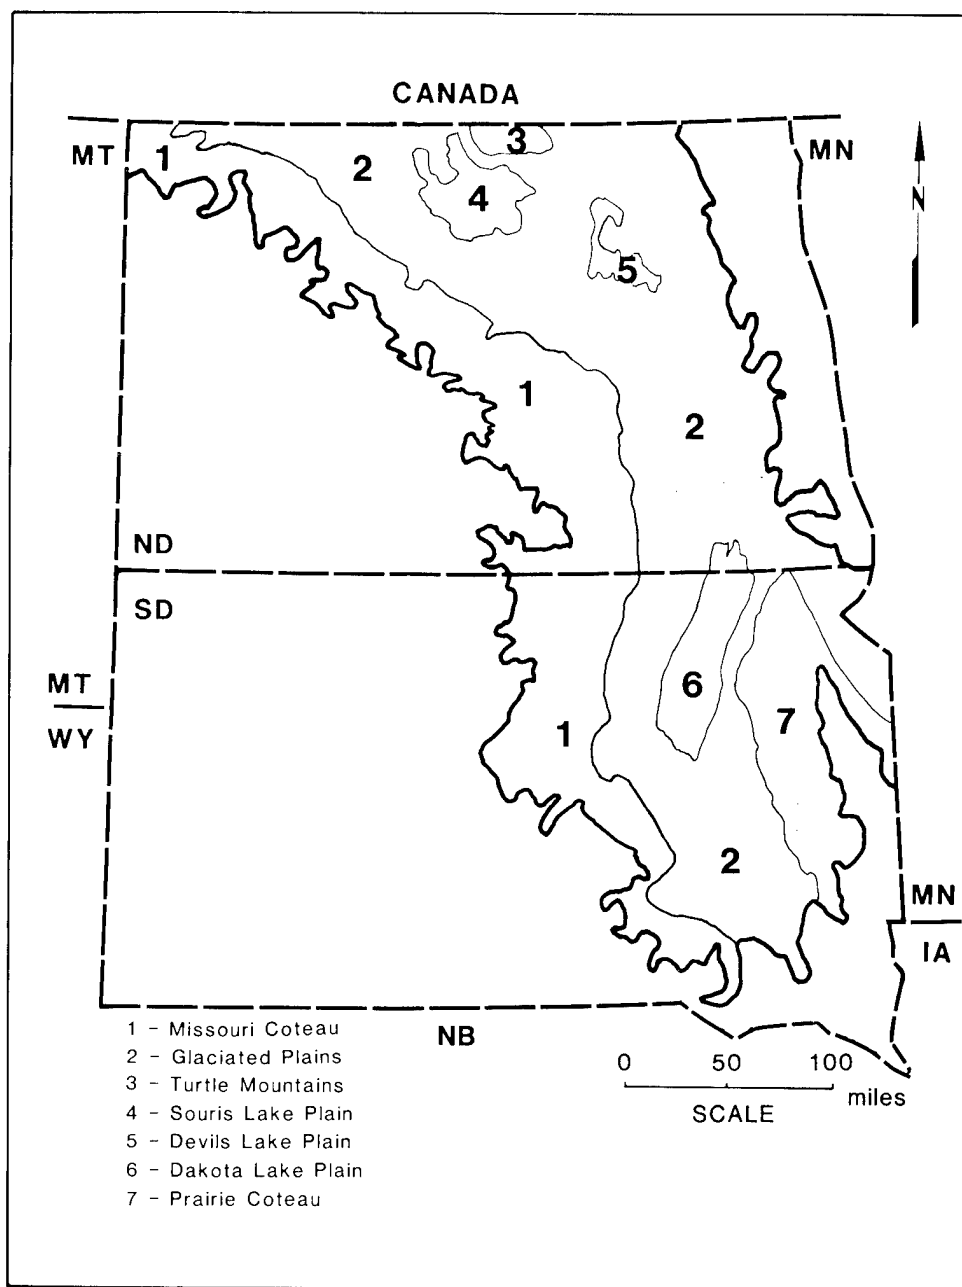 CANADA
MT
1
2
3
4
MN
N
5
1
2
ND
SD
MT
WY
6
7
1
2
MN
IA
NB
1 - Missouri Coteau
2 - Glaciated Plains
3 - Turtle Mountains
4 - Souris Lake Plain
5 - Devils Lake Plain
6 - Dakota Lake Plain
7 - Prairie Coteau
0 50 100
miles
SCALE